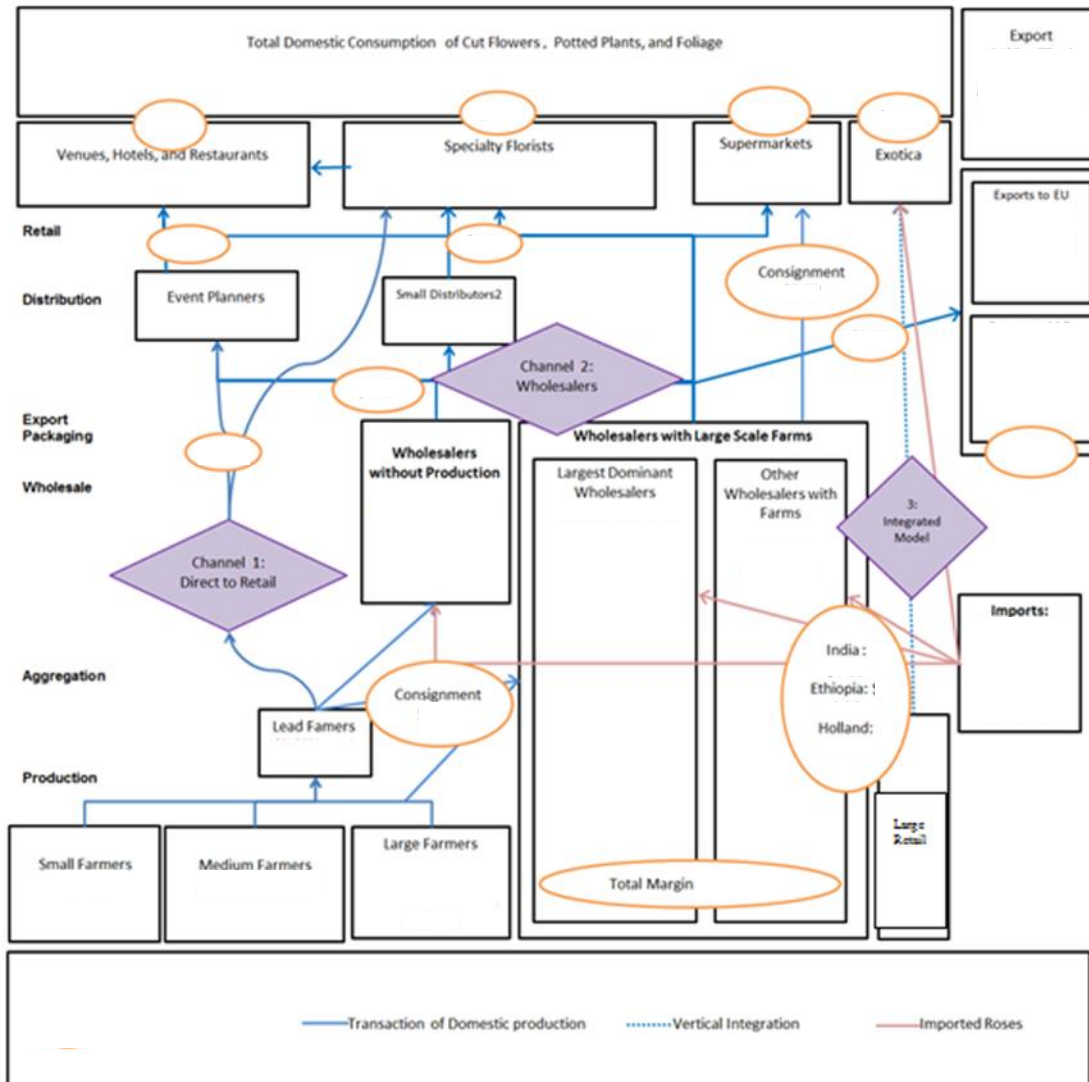 Total Domestic Consumption of Cut Flowers , Potted Plants, and Foliage
Export
Venues, Hotels, and Restaurants
Specialty Florists
Supermarkets
Exotica
Exports to EU
Retail
Consignment
Distribution
Event Planners
Small Distributors2
Channel 2:
Wholesalers
Export
Packaging
Wholesale
Wholesalers
without Production
Wholesalers with Large Scale Farms
Largest Dominant
Wholesalers
Other
Wholesalers with
Farms
3:
Integrated
Model
Channel 1:
Direct to Retail
Imports:
India :
Ethiopia:
Holland:
Aggregation
Consignment
Lead Famers
Production
Small Farmers
Medium Farmers
Large Farmers
Large
Retail
Total Margin
Transaction of Domestic production
Vertical Integration
Imported Roses